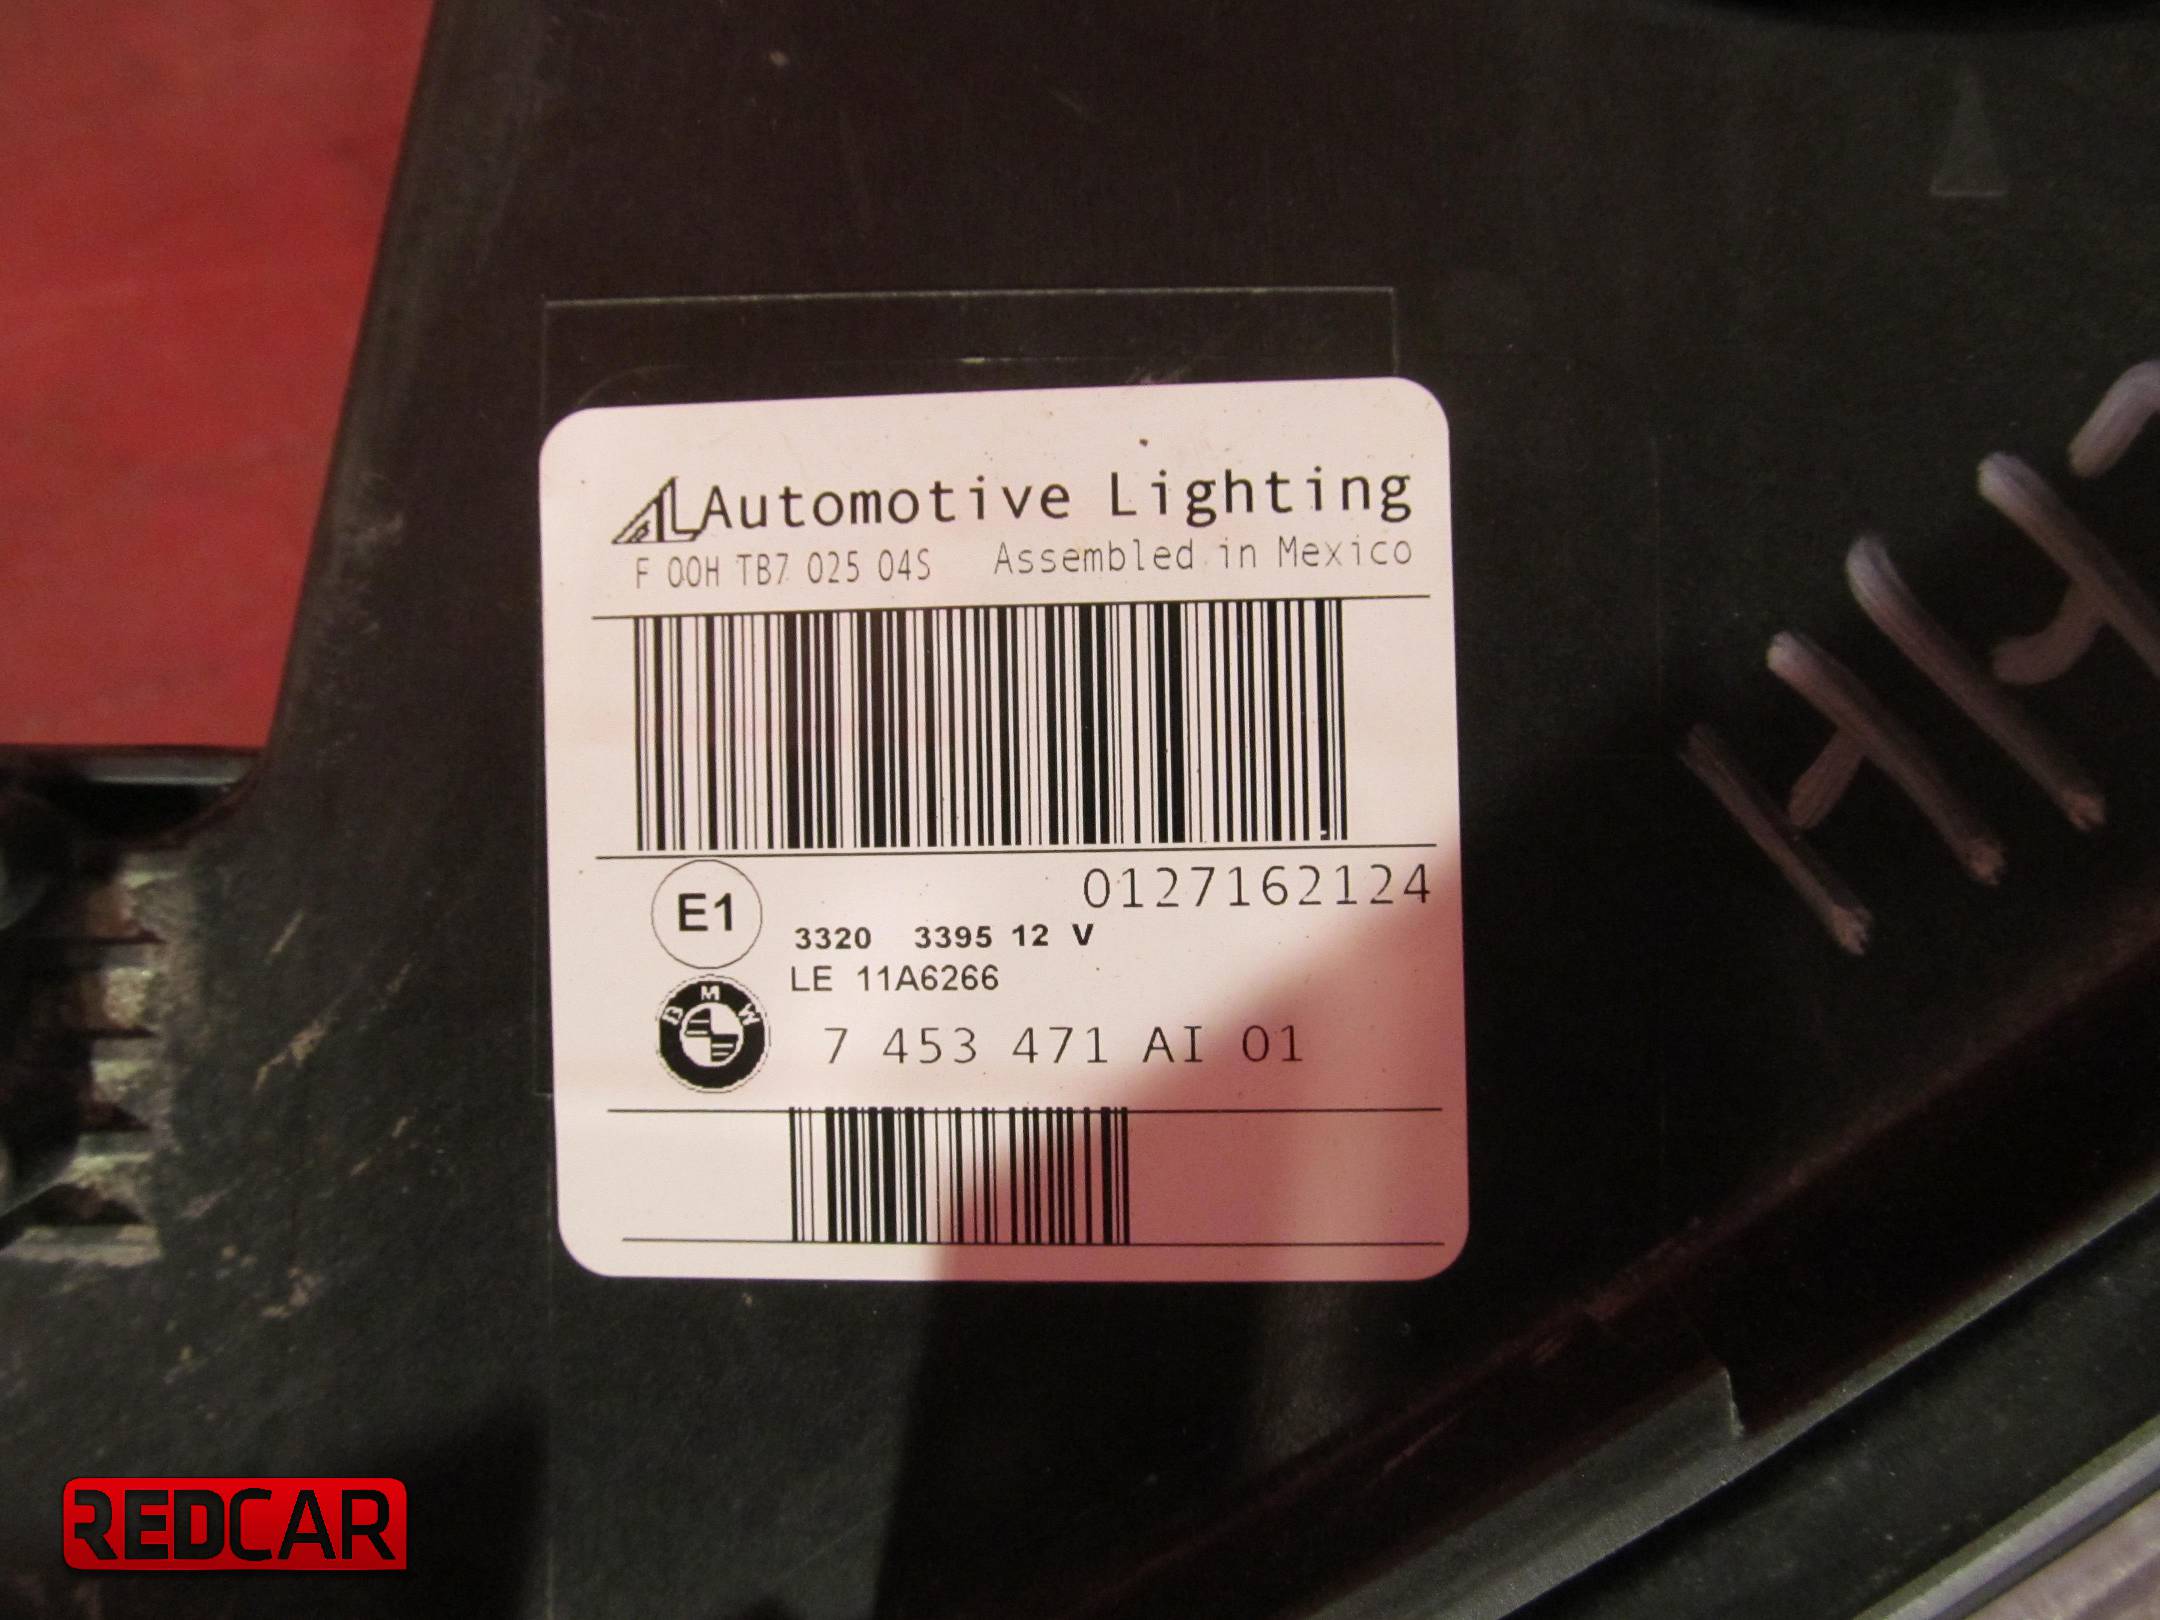 AL Automotive Lighting
F 00H TB7 025 04S Assembled in Mexico
0127162124
E1
3320 3395 12 V
LE 11A6266
BMW
7 453 471 AI 01
REDCAR